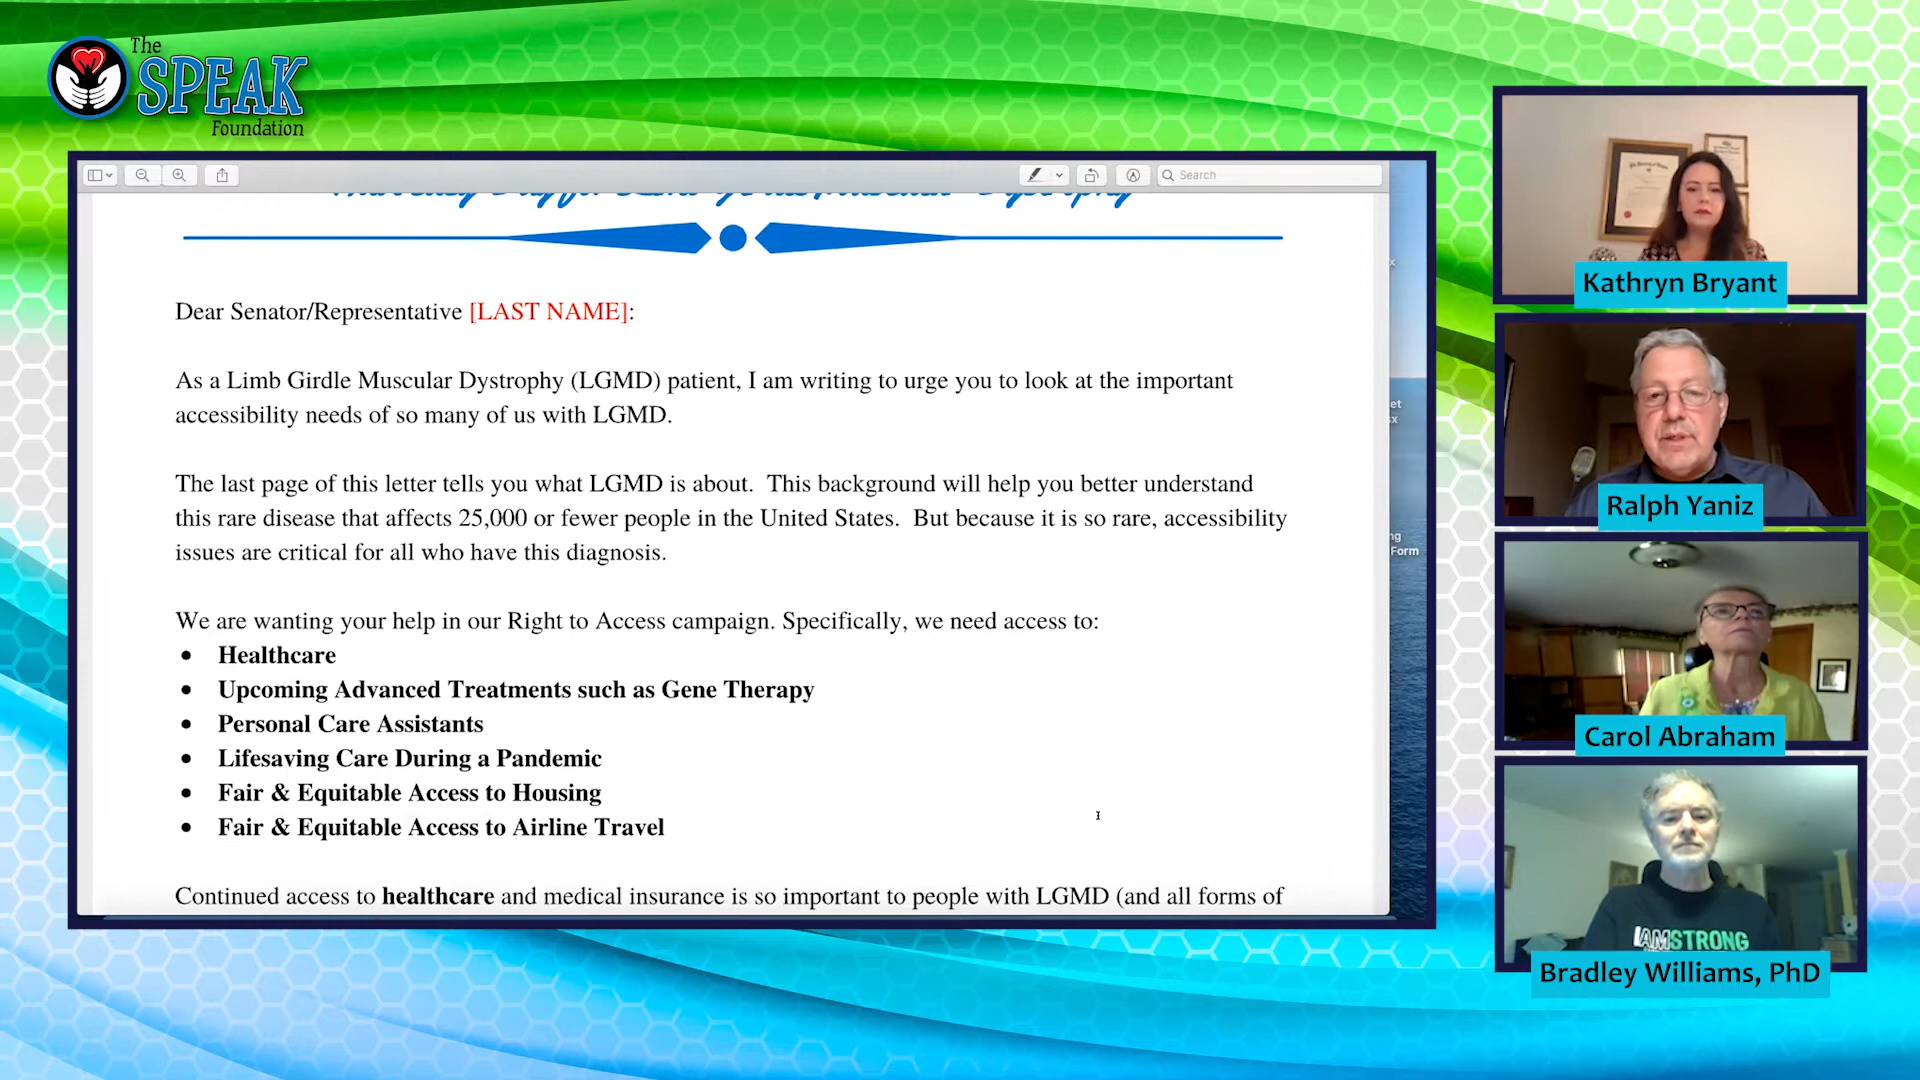 The
SPEAK
Foundation
Search
Dear Senator/Representative [LAST NAME]:
As a Limb Girdle Muscular Dystrophy (LGMD) patient, I am writing to urge you to look at the important
accessibility needs of so many of us with LGMD.
The last page of this letter tells you what LGMD is about.  This background will help you better understand
this rare disease that affects 25,000 or fewer people in the United States.  But because it is so rare, accessibility
issues are critical for all who have this diagnosis.
We are wanting your help in our Right to Access campaign. Specifically, we need access to:
• Healthcare
• Upcoming Advanced Treatments such as Gene Therapy
• Personal Care Assistants
• Lifesaving Care During a Pandemic
• Fair & Equitable Access to Housing
• Fair & Equitable Access to Airline Travel
Continued access to healthcare and medical insurance is so important to people with LGMD (and all forms of
Form
Kathryn Bryant
Ralph Yaniz
Carol Abraham
IAMSTRONG
Bradley Williams, PhD